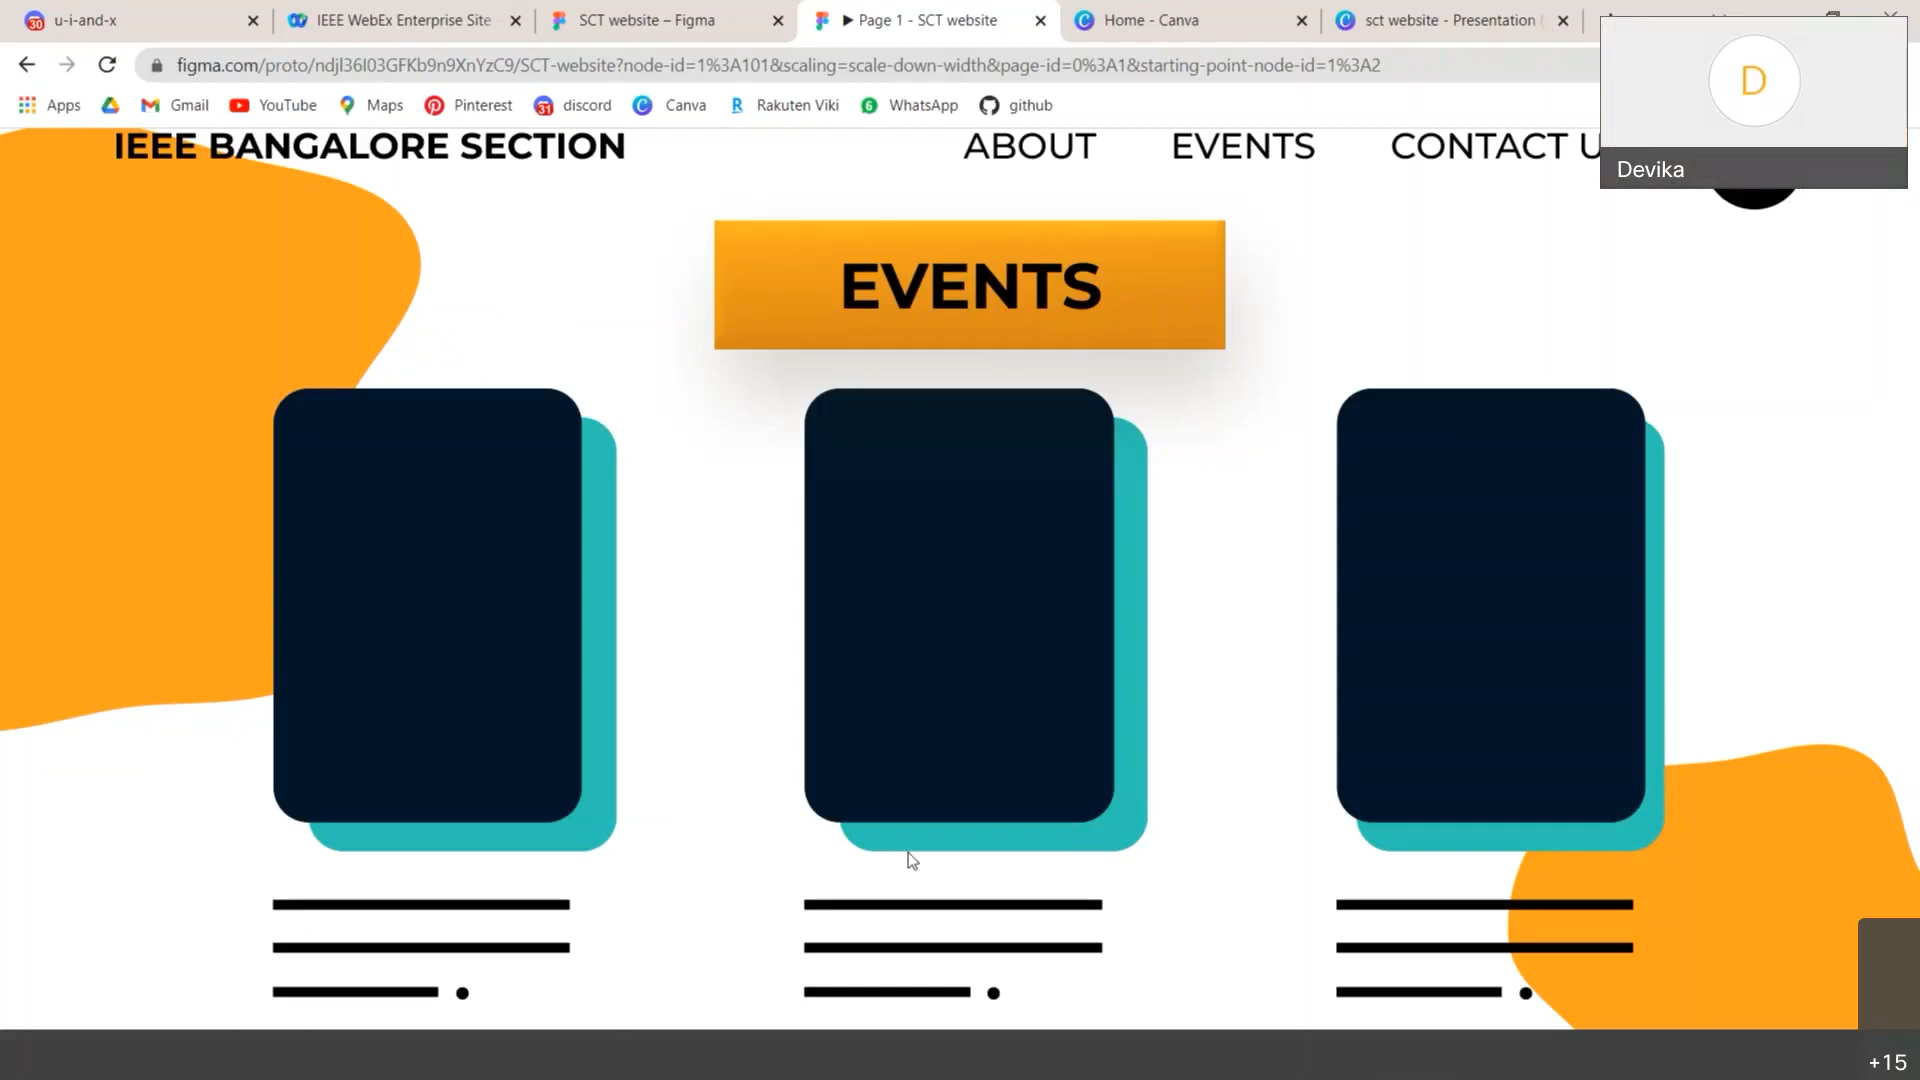 u-i-and-x
IEEE WebEx Enterprise Site
SCT website – Figma
Page 1 - SCT website
Home - Canva
sct website - Presentation (
figma.com/proto/ndjl36l03GFKb9n9XnYzC9/SCT-website?node-id=1%3A101&scaling=scale-down-width&page-id=0%3A1&starting-point-node-id=1%3A2
Apps
Gmail
YouTube
Maps
Pinterest
discord
Canva
Rakuten Viki
WhatsApp
github
D
Devika
IEEE BANGALORE SECTION
ABOUT
EVENTS
CONTACT U
EVENTS
+15